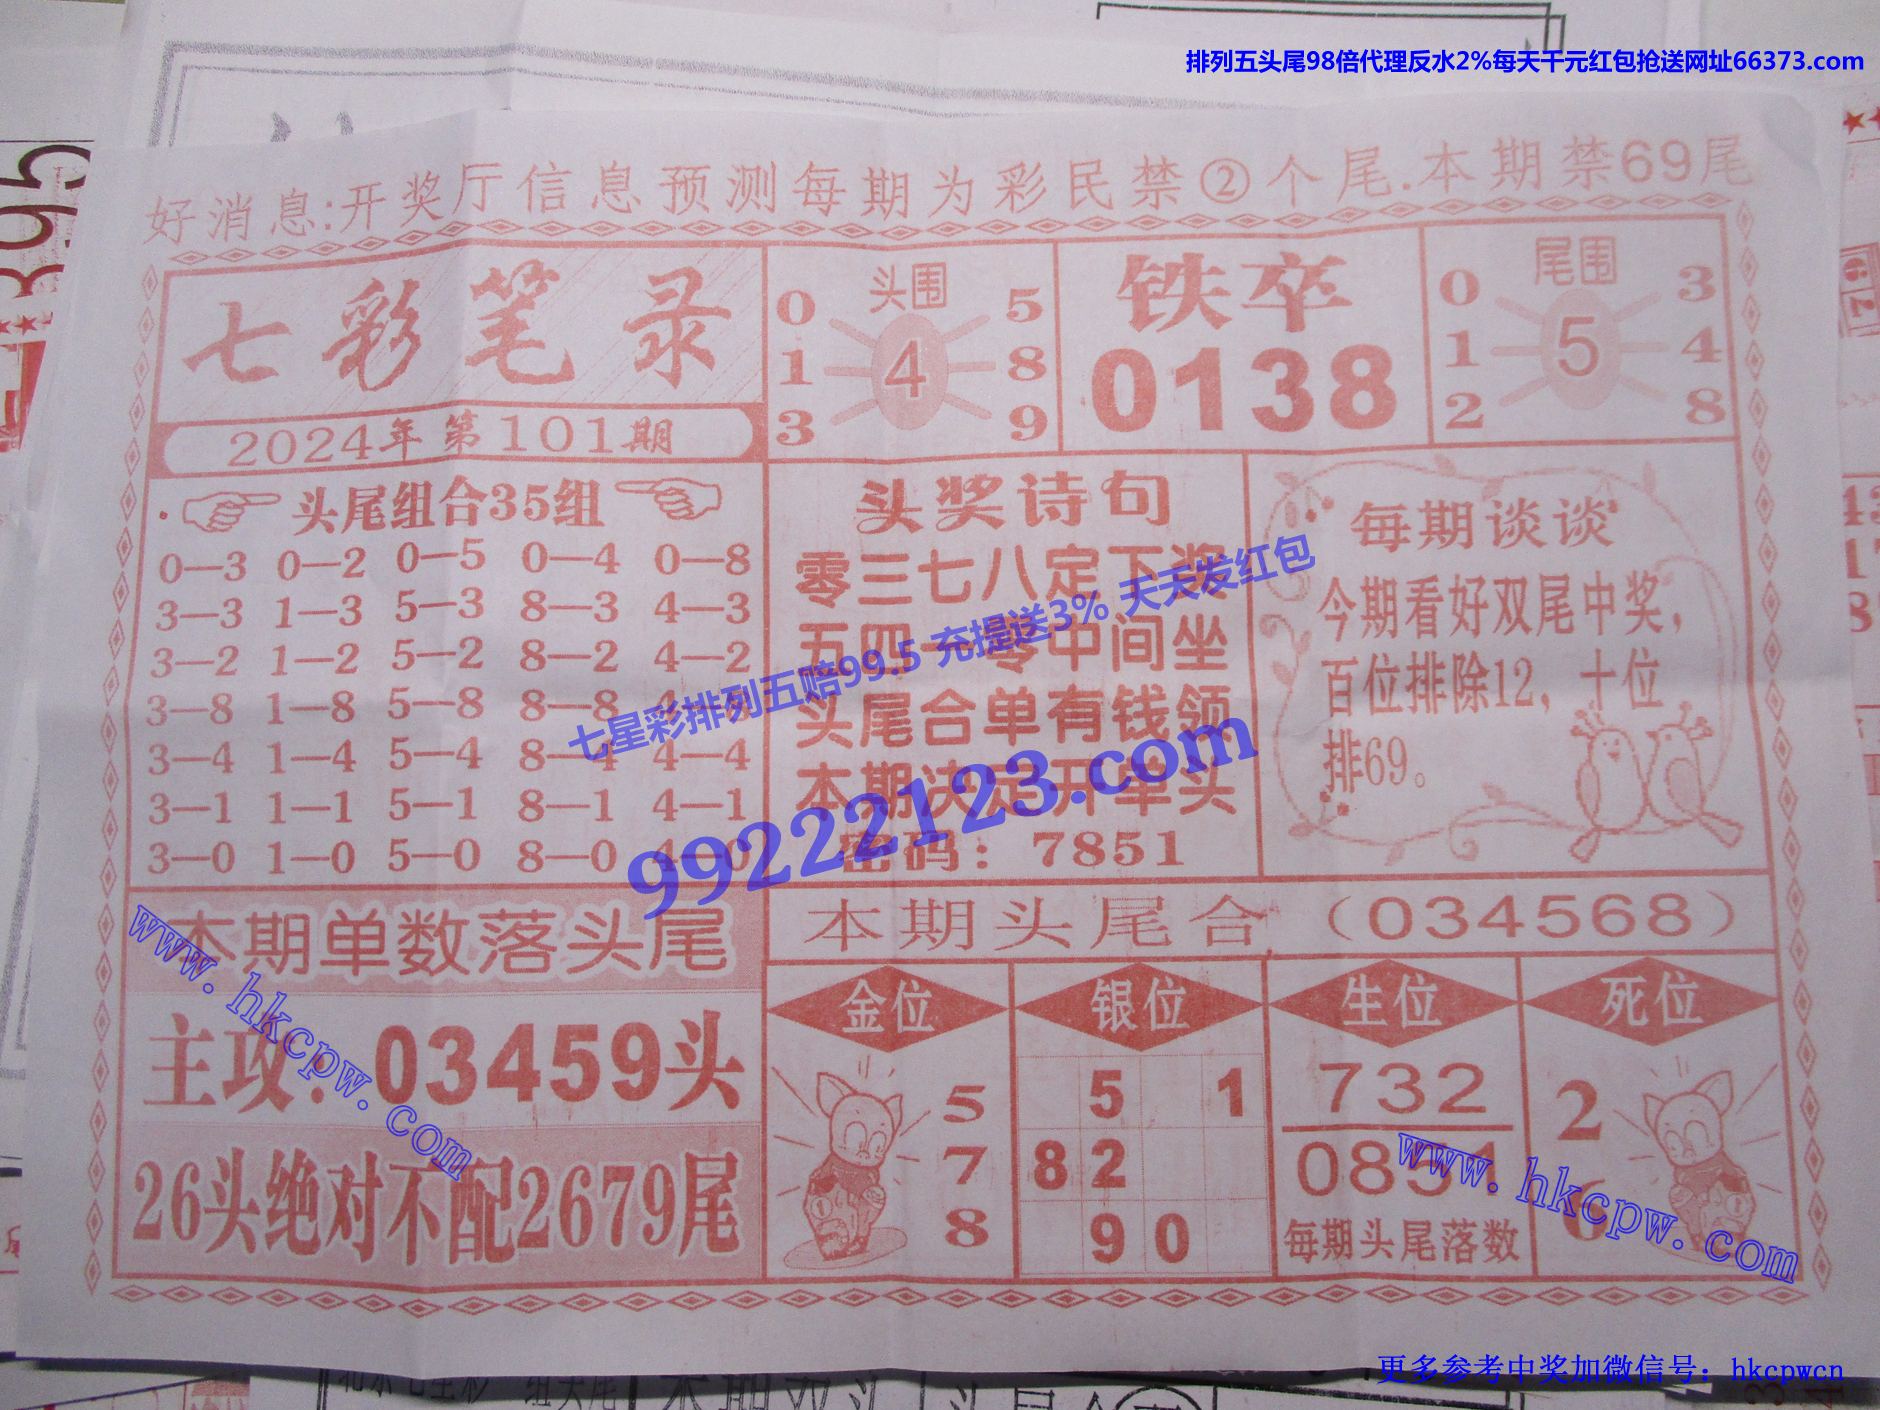 排列五头尾98倍代理反水2%每天千元红包抢送网址66373.com
好消息:开奖厅信息预测每期为彩民禁②个尾.本期禁69尾
七彩笔录
2024年第101期
头围
0 5
1 4 8
3 9
铁卒
0138
尾围
0 3
1 5 4
2 8
头尾组合35组
0—3 0—2 0—5 0—4 0—8
3—3 1—3 5—3 8—3 4—3
3—2 1—2 5—2 8—2 4—2
3—8 1—8 5—8 8—8
3—4 1—4 5—4 8—4 4—4
3—1 1—1 5—1 8—1 4—1
3—0 1—0 5—0 8—0 4—0
头奖诗句
零三七八定下奖
五四一零中间坐
头尾合单有钱领
本期决定开单头
密码：7851
七星彩排列五赔99.5 充提送3% 天天发红包
99222123.com
每期谈谈
今期看好双尾中奖，
百位排除12，十位
排69。
本期单数落头尾
主攻：03459头
26头绝对不配2679尾
www.hkcpw.com
本期头尾合（034568）
金位
5
7
8
银位
5 1
8 2
9 0
生位
732
0854
每期头尾落数
死位
2
6
www.hkcpw.com
更多参考中奖加微信号：hkcpwcn